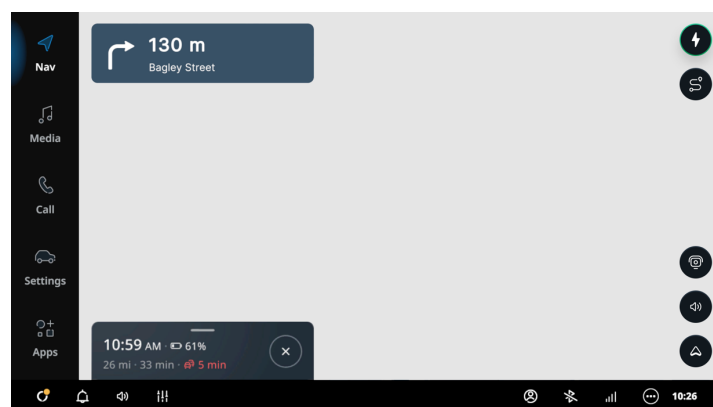 Nav
130 m
Bagley Street
Media
Call
Settings
Apps
10:59 AM · 61%
26 mi · 33 min · 5 min
10:26